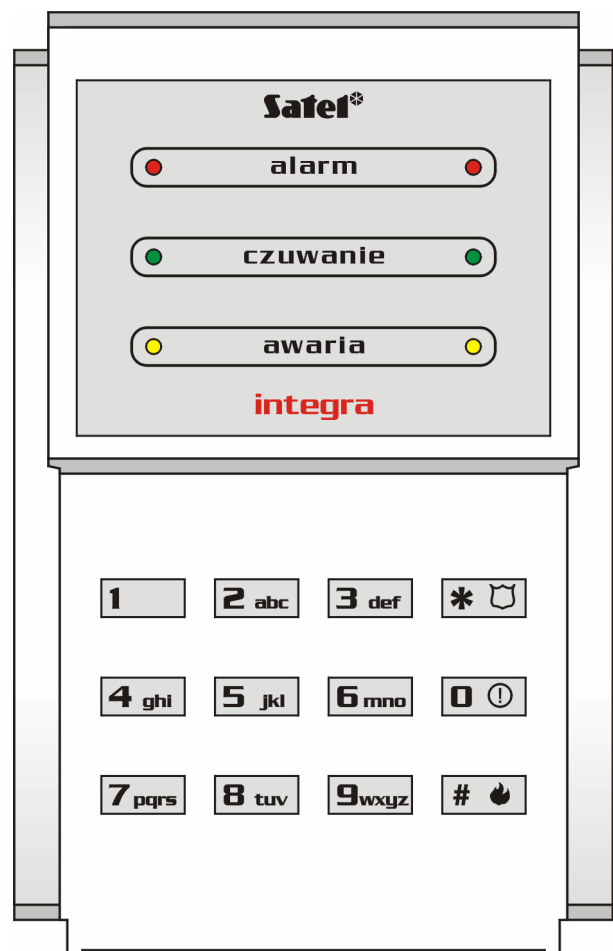 Satel
alarm
czuwanie
awaria
integra
1 2 abc 3 def *
4 ghi 5 jkl 6 mno 0 !
7 pqrs 8 tuv 9 wxyz #